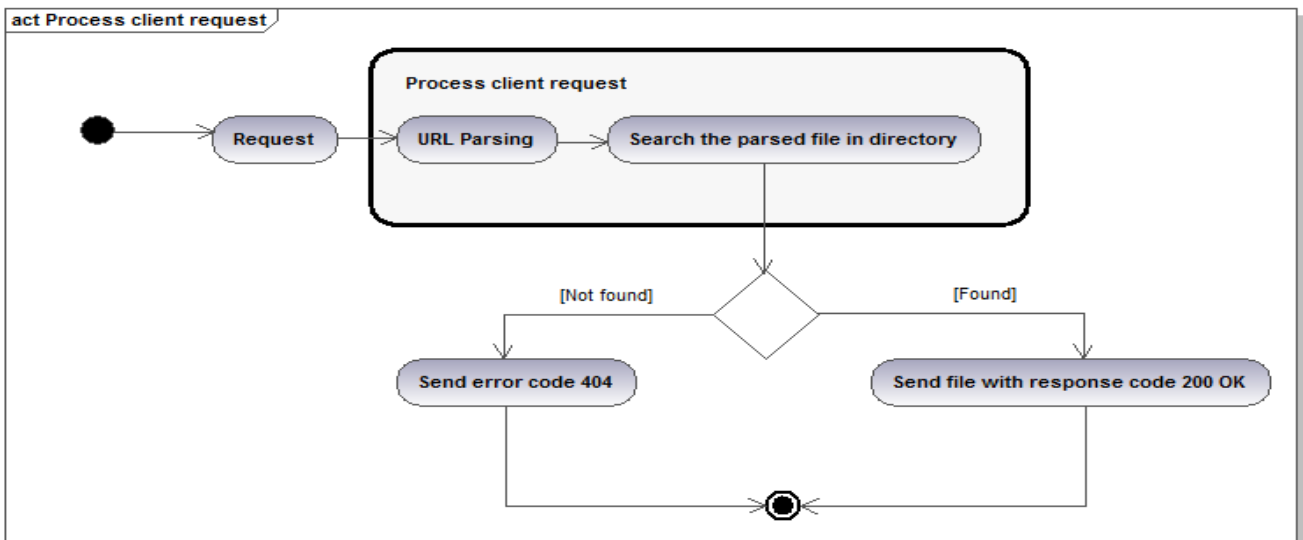 act Process client request
Process client request
Request
URL Parsing
Search the parsed file in directory
[Not found]
[Found]
Send error code 404
Send file with response code 200 OK